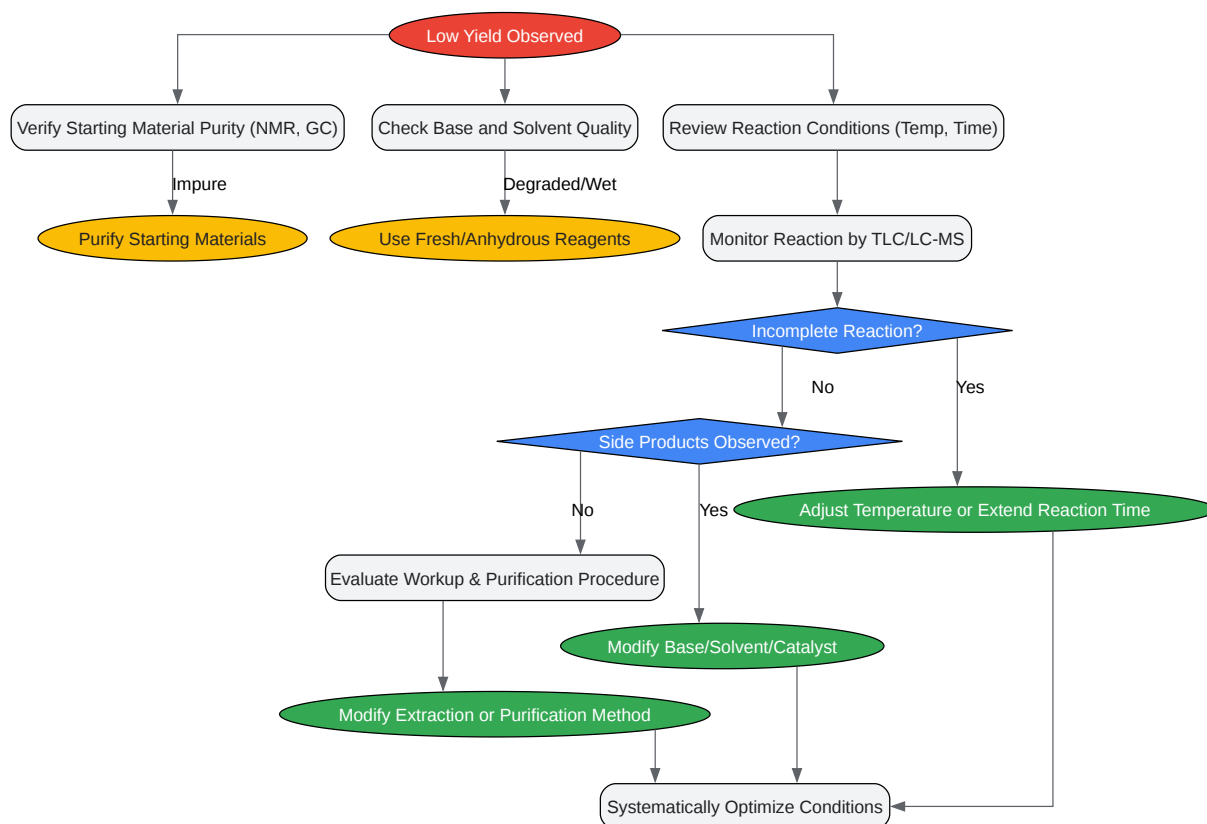 Low Yield Observed
Verify Starting Material Purity (NMR, GC)
Check Base and Solvent Quality
Review Reaction Conditions (Temp, Time)
Impure
Degraded/Wet
Purify Starting Materials
Use Fresh/Anhydrous Reagents
Monitor Reaction by TLC/LC-MS
Incomplete Reaction?
No
Yes
Side Products Observed?
No
Yes
Adjust Temperature or Extend Reaction Time
Evaluate Workup & Purification Procedure
Modify Base/Solvent/Catalyst
Modify Extraction or Purification Method
Systematically Optimize Conditions